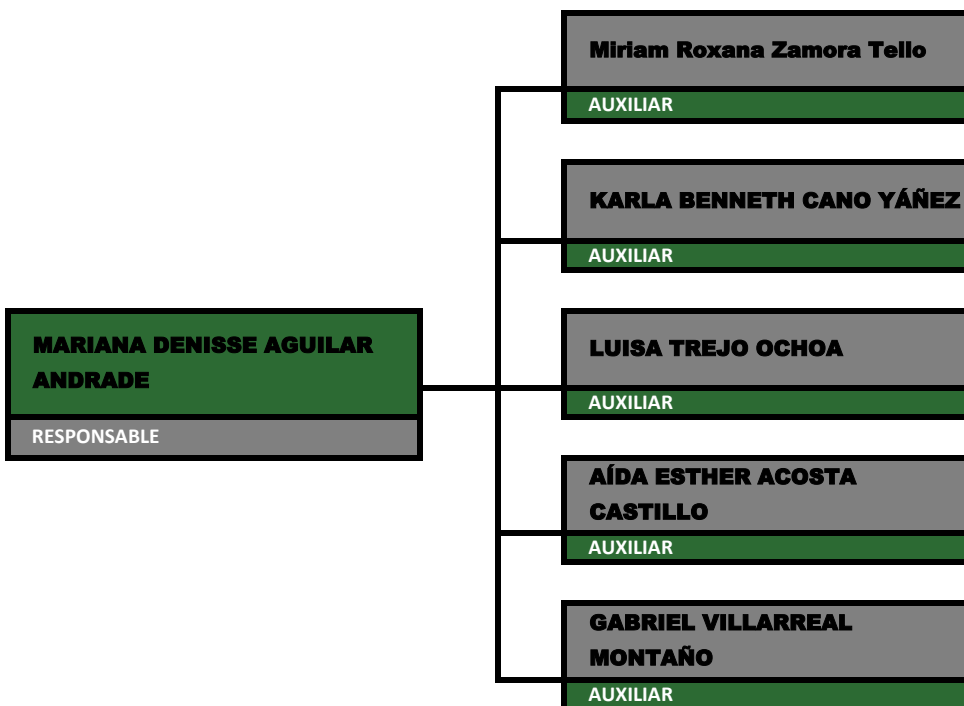 Miriam Roxana Zamora Tello
AUXILIAR
KARLA BENNETH CANO YÁÑEZ
AUXILIAR
MARIANA DENISSE AGUILAR
ANDRADE
RESPONSABLE
LUISA TREJO OCHOA
AUXILIAR
AÍDA ESTHER ACOSTA
CASTILLO
AUXILIAR
GABRIEL VILLARREAL
MONTAÑO
AUXILIAR